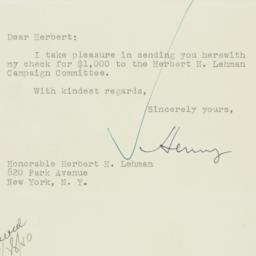 Dear Herbert:
I take pleasure in sending you herewith
my check for $1,000 to the Herbert H. Lehman
Campaign Committee.
With kindest regards,
Sincerely yours,
Henry
Honorable Herbert H. Lehman
820 Park Avenue
New York, N. Y.